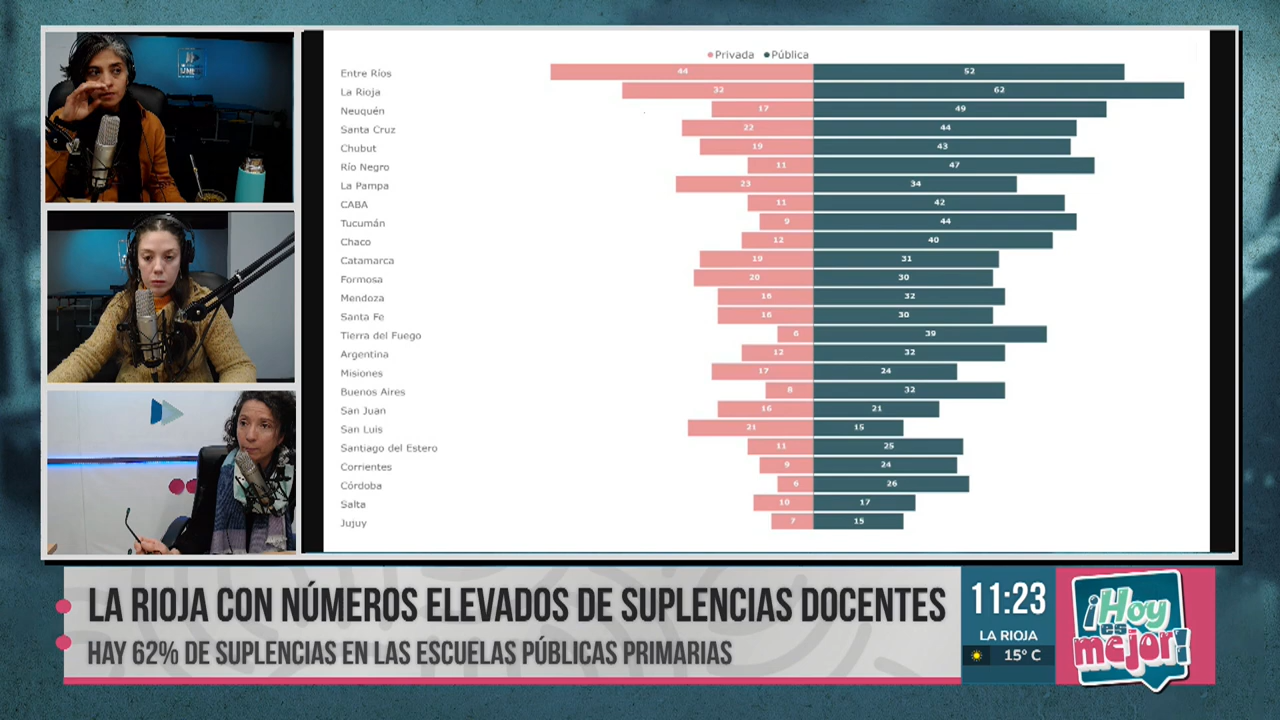 Privada Pública
Entre Ríos 44 52
La Rioja 32 62
Neuquén 17 49
Santa Cruz 22 44
Chubut 19 43
Río Negro 11 47
La Pampa 23 34
CABA 11 42
Tucumán 9 44
Chaco 12 40
Catamarca 19 31
Formosa 20 30
Mendoza 16 32
Santa Fe 16 30
Tierra del Fuego 6 39
Argentina 12 32
Misiones 17 24
Buenos Aires 8 32
San Juan 16 21
San Luis 21 15
Santiago del Estero 11 25
Corrientes 9 24
Córdoba 6 26
Salta 10 17
Jujuy 7 15
LA RIOJA CON NÚMEROS ELEVADOS DE SUPLENCIAS DOCENTES
HAY 62% DE SUPLENCIAS EN LAS ESCUELAS PÚBLICAS PRIMARIAS
11:23
LA RIOJA
15° C
¡Hoy
es
mejor!